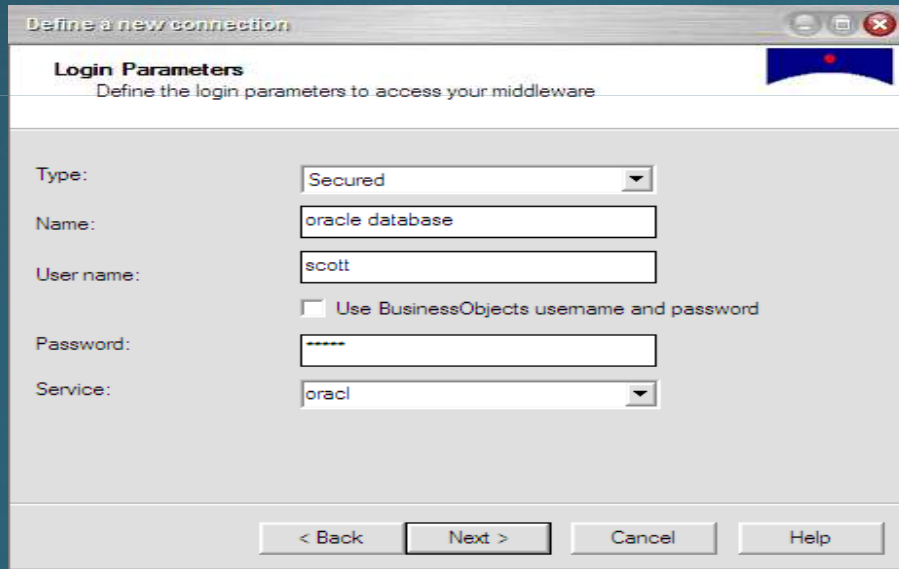 Define a new connection
Login Parameters
Define the login parameters to access your middleware
Type:
Secured
Name:
oracle database
User name:
scott
Use BusinessObjects username and password
Password:
-----
Service:
oracl
< Back
Next >
Cancel
Help